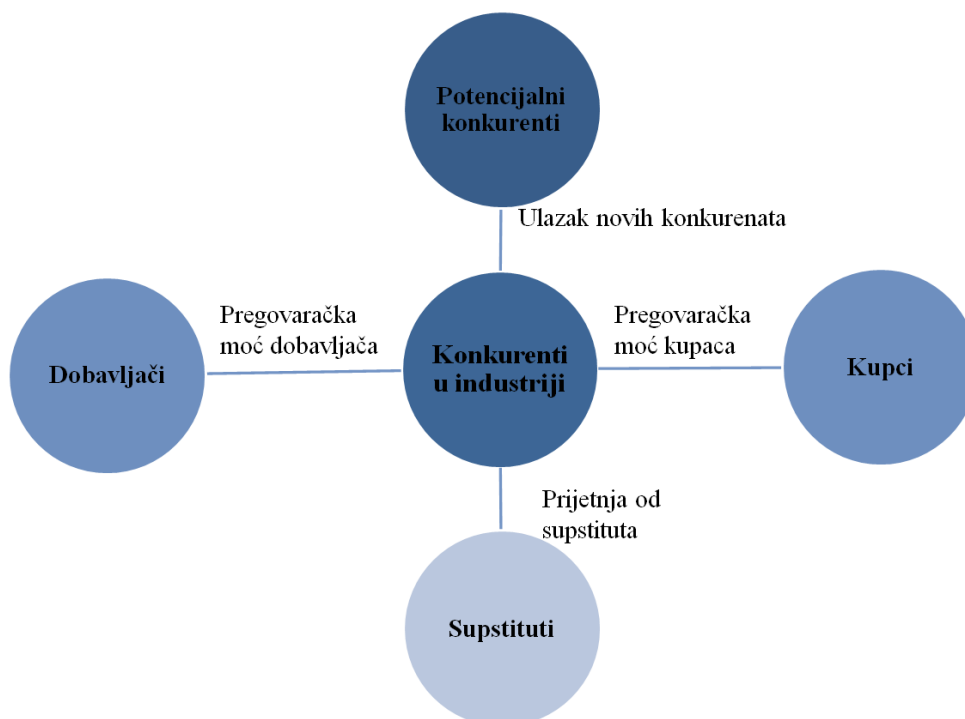 Potencijalni
konkurenti
Ulazak novih konkurenata
Pregovaračka
moć dobavljača
Pregovaračka
moć kupaca
Dobavljači
Konkurenti
u industriji
Kupci
Prijetnja od
supstituta
Supstituti